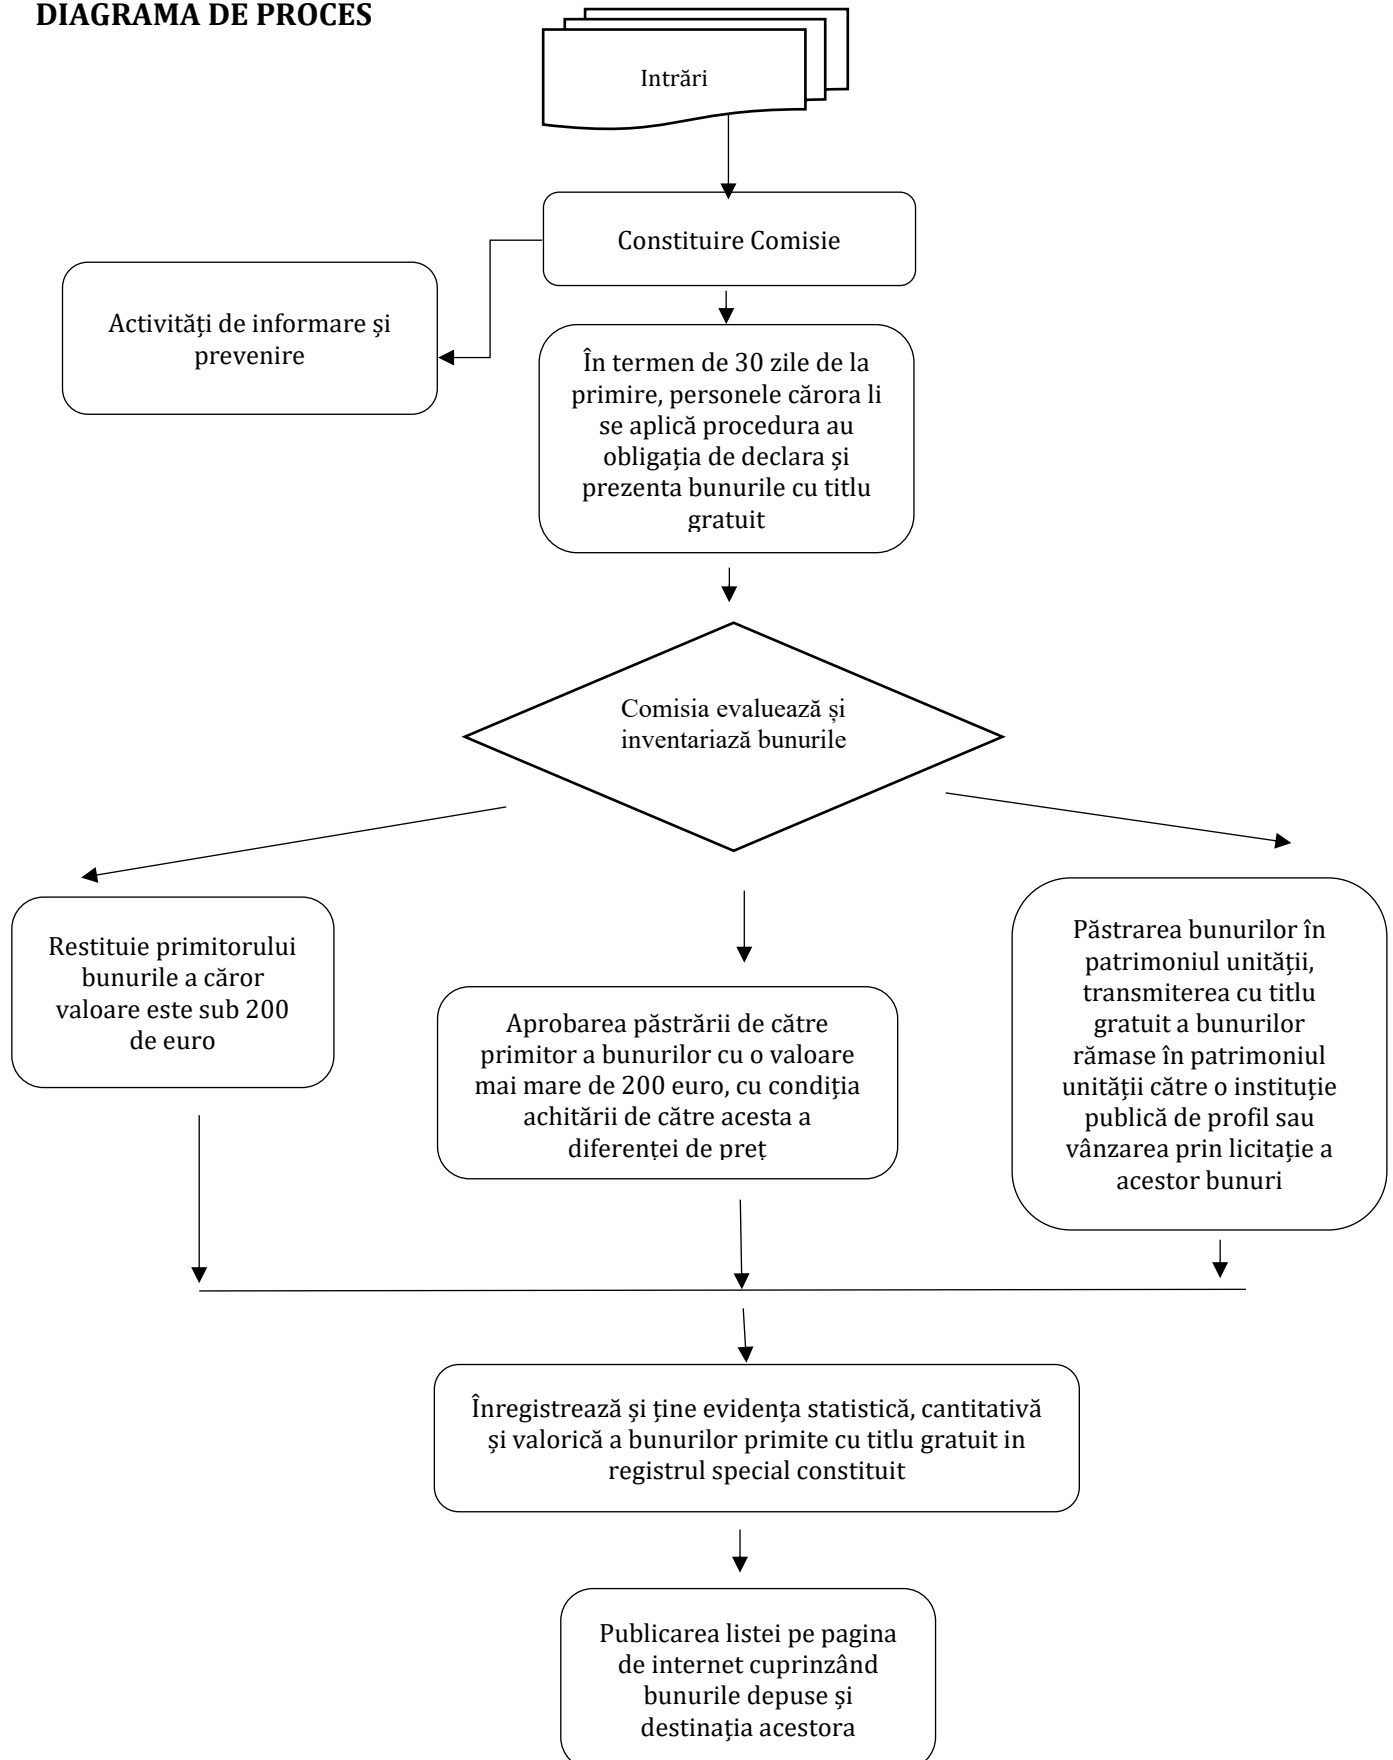 DIAGRAMA DE PROCES
Intrări
Constituire Comisie
Activități de informare și
prevenire
În termen de 30 zile de la
primire, personele cărora li
se aplică procedura au
obligația de declara și
prezenta bunurile cu titlu
gratuit
Comisia evaluează și
inventariază bunurile
Restituie primitorului
bunurile a căror
valoare este sub 200
de euro
Aprobarea păstrării de către
primitor a bunurilor cu o valoare
mai mare de 200 euro, cu condiția
achitării de către acesta a
diferenței de preț
Păstrarea bunurilor în
patrimoniul unității,
transmiterea cu titlu
gratuit a bunurilor
rămase în patrimoniul
unității către o instituție
publică de profil sau
vânzarea prin licitație a
acestor bunuri
Înregistrează și ține evidența statistică, cantitativă
și valorică a bunurilor primite cu titlu gratuit in
registrul special constituit
Publicarea listei pe pagina
de internet cuprinzând
bunurile depuse și
destinația acestora